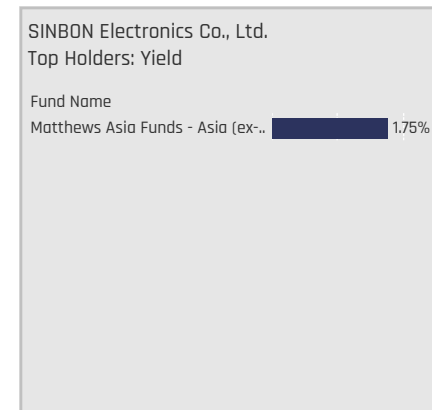 SINBON Electronics Co., Ltd.
Top Holders: Yield
Fund Name
Matthews Asia Funds - Asia (ex-.. 1.75%